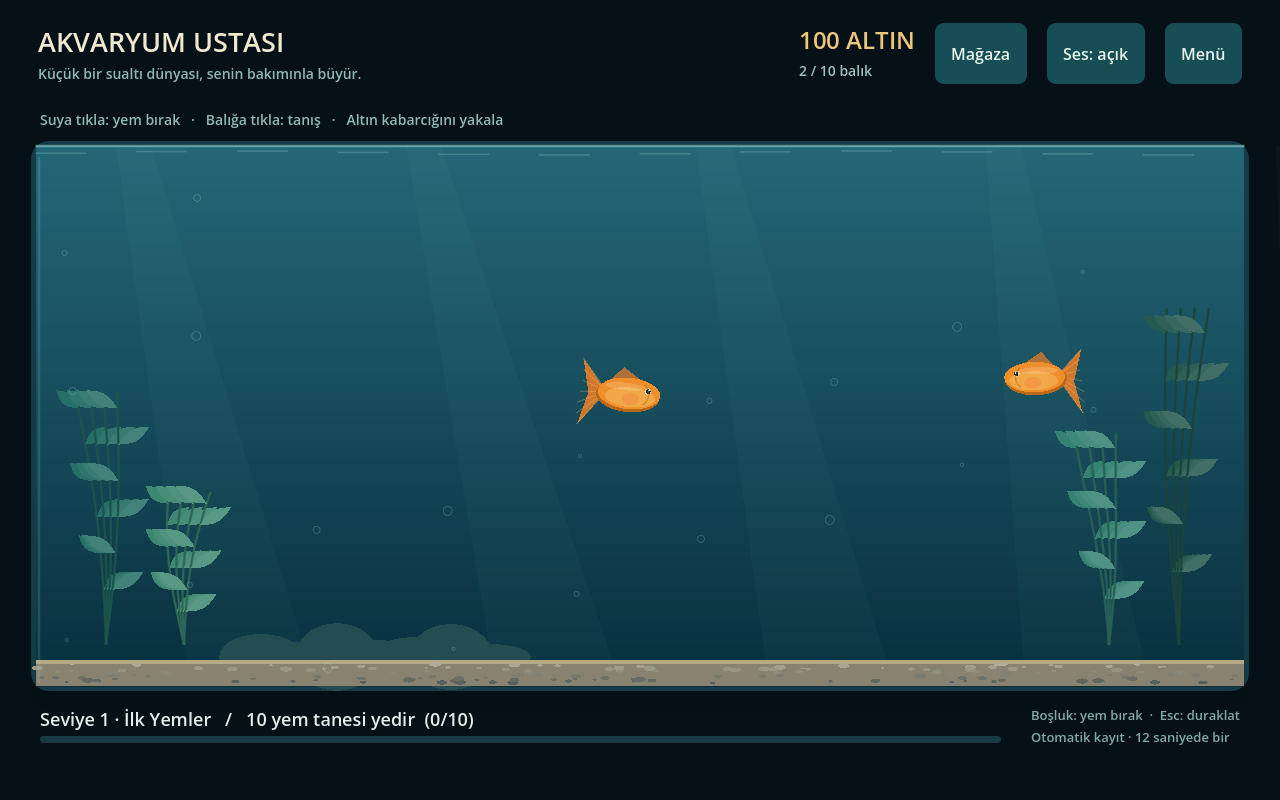 AKVARYUM USTASI
Küçük bir sualtı dünyası, senin bakımınla büyür.
100 ALTIN
2 / 10 balık
Mağaza
Ses: açık
Menü
Suya tıkla: yem bırak · Balığa tıkla: tanış · Altın kabarcığını yakala
Seviye 1 · İlk Yemler / 10 yem tanesi yedir (0/10)
Boşluk: yem bırak · Esc: duraklat
Otomatik kayıt · 12 saniyede bir